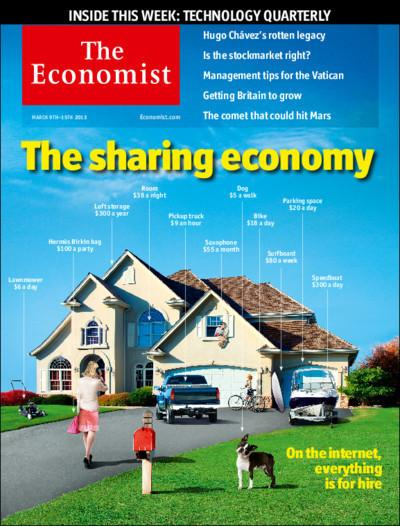 INSIDE THIS WEEK: TECHNOLOGY QUARTERLY
The
Economist
MARCH 9TH–15TH 2013
Economist.com
Hugo Chávez's rotten legacy
Is the stockmarket right?
Management tips for the Vatican
Getting Britain to grow
The comet that could hit Mars
The sharing economy
Lawnmower
$6 a day
Hermès Birkin bag
$100 a party
Loft storage
$300 a year
Room
$38 a night
Pickup truck
$9 an hour
Saxophone
$55 a month
Dog
$5 a walk
Bike
$18 a day
Surfboard
$80 a week
Parking space
$20 a day
Speedboat
$300 a day
On the internet,
everything
is for hire